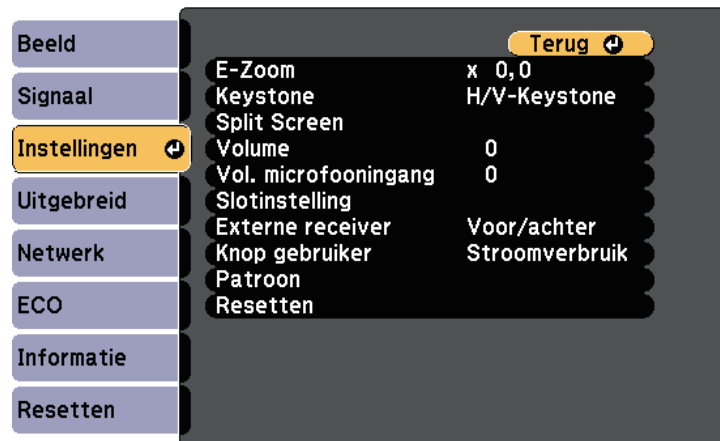 Beeld
Signaal
Instellingen
Uitgebreid
Netwerk
ECO
Informatie
Resetten
Terug
E-Zoom x 0,0
Keystone H/V-Keystone
Split Screen
Volume 0
Vol. microfooningang 0
Slotinstelling
Externe receiver Voor/achter
Knop gebruiker Stroomverbruik
Patroon
Resetten